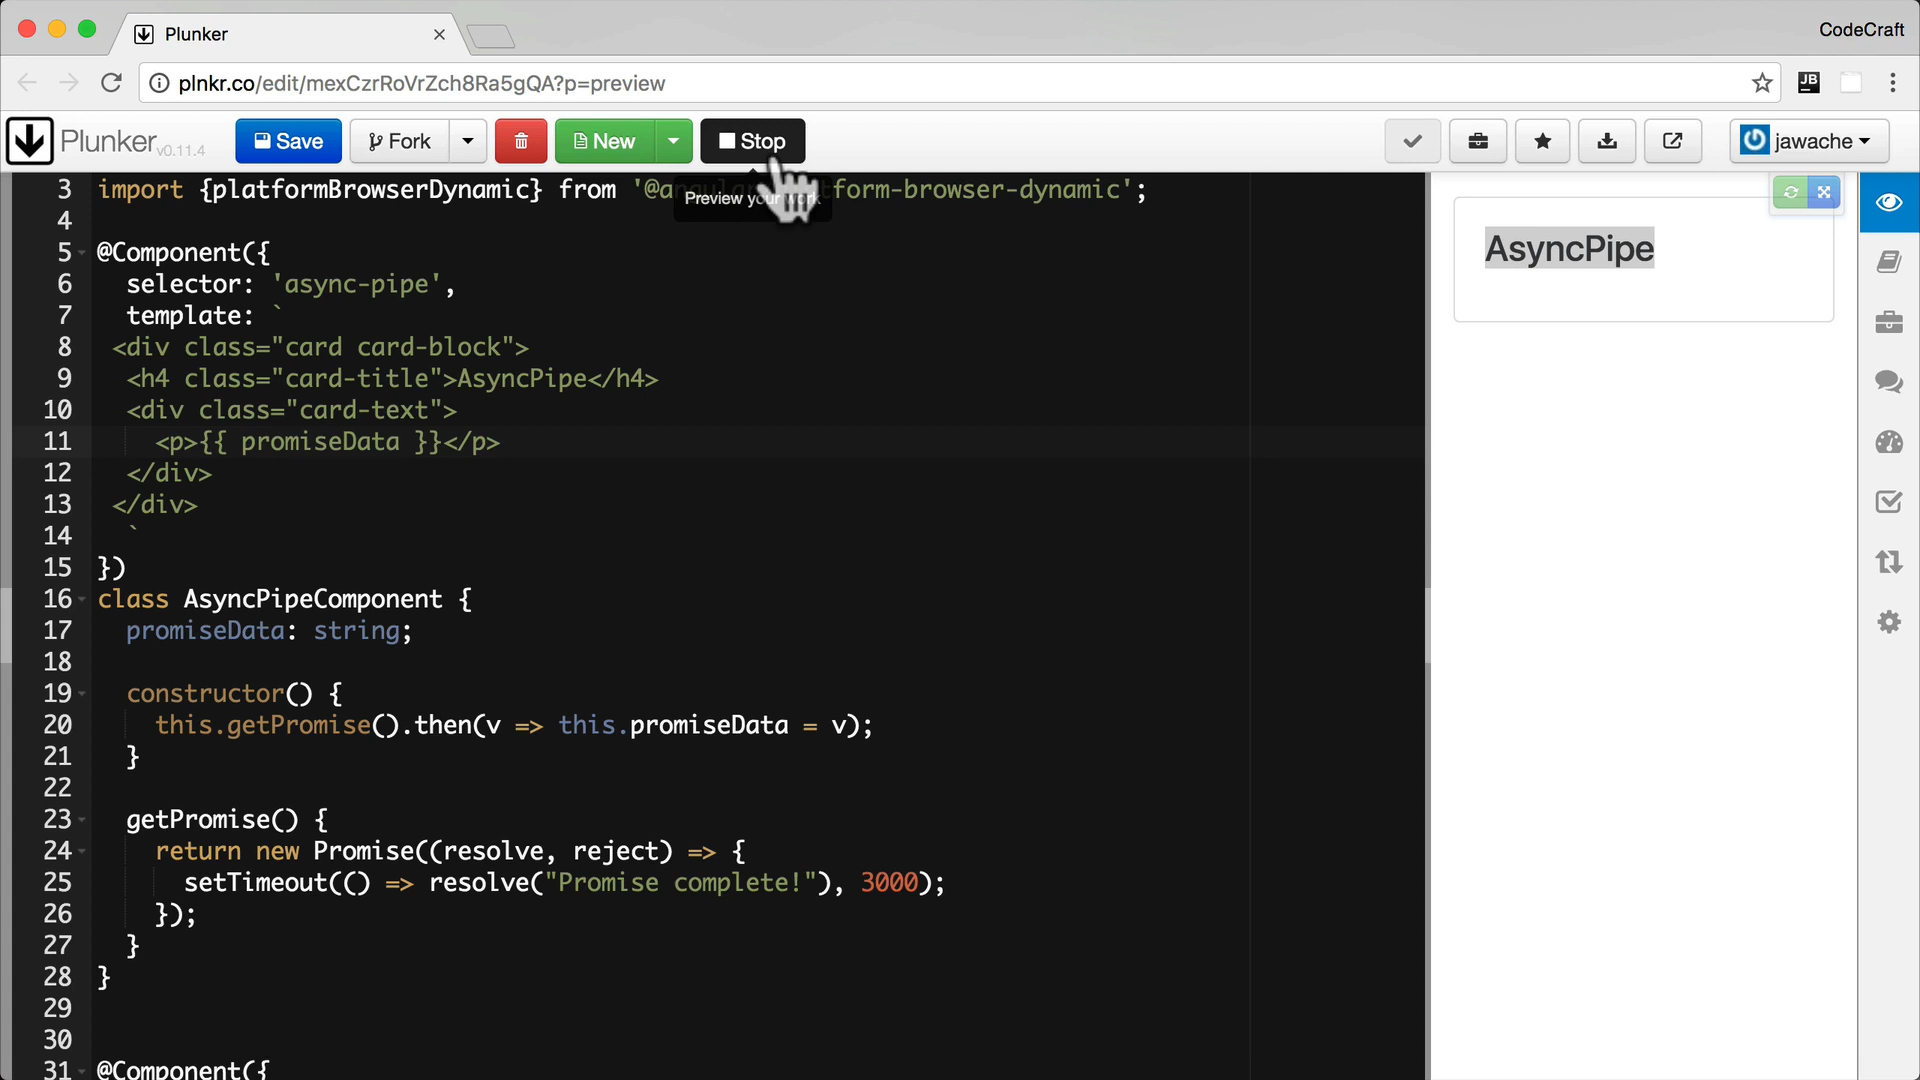 Plunker
CodeCraft
plnkr.co/edit/mexCzrRoVrZch8Ra5gQA?p=preview
JB
Plunker v0.11.4
Save
Fork
New
Stop
jawache
Preview your work
3 import {platformBrowserDynamic} from '@angular/platform-browser-dynamic';
4
5 @Component({
6 selector: 'async-pipe',
7 template: `
8 <div class="card card-block">
9 <h4 class="card-title">AsyncPipe</h4>
10 <div class="card-text">
11 <p>{{ promiseData }}</p>
12 </div>
13 </div>
14 `
15 })
16 class AsyncPipeComponent {
17 promiseData: string;
18
19 constructor() {
20 this.getPromise().then(v => this.promiseData = v);
21 }
22
23 getPromise() {
24 return new Promise((resolve, reject) => {
25 setTimeout(() => resolve("Promise complete!"), 3000);
26 });
27 }
28 }
29
30
31 @Component({
AsyncPipe